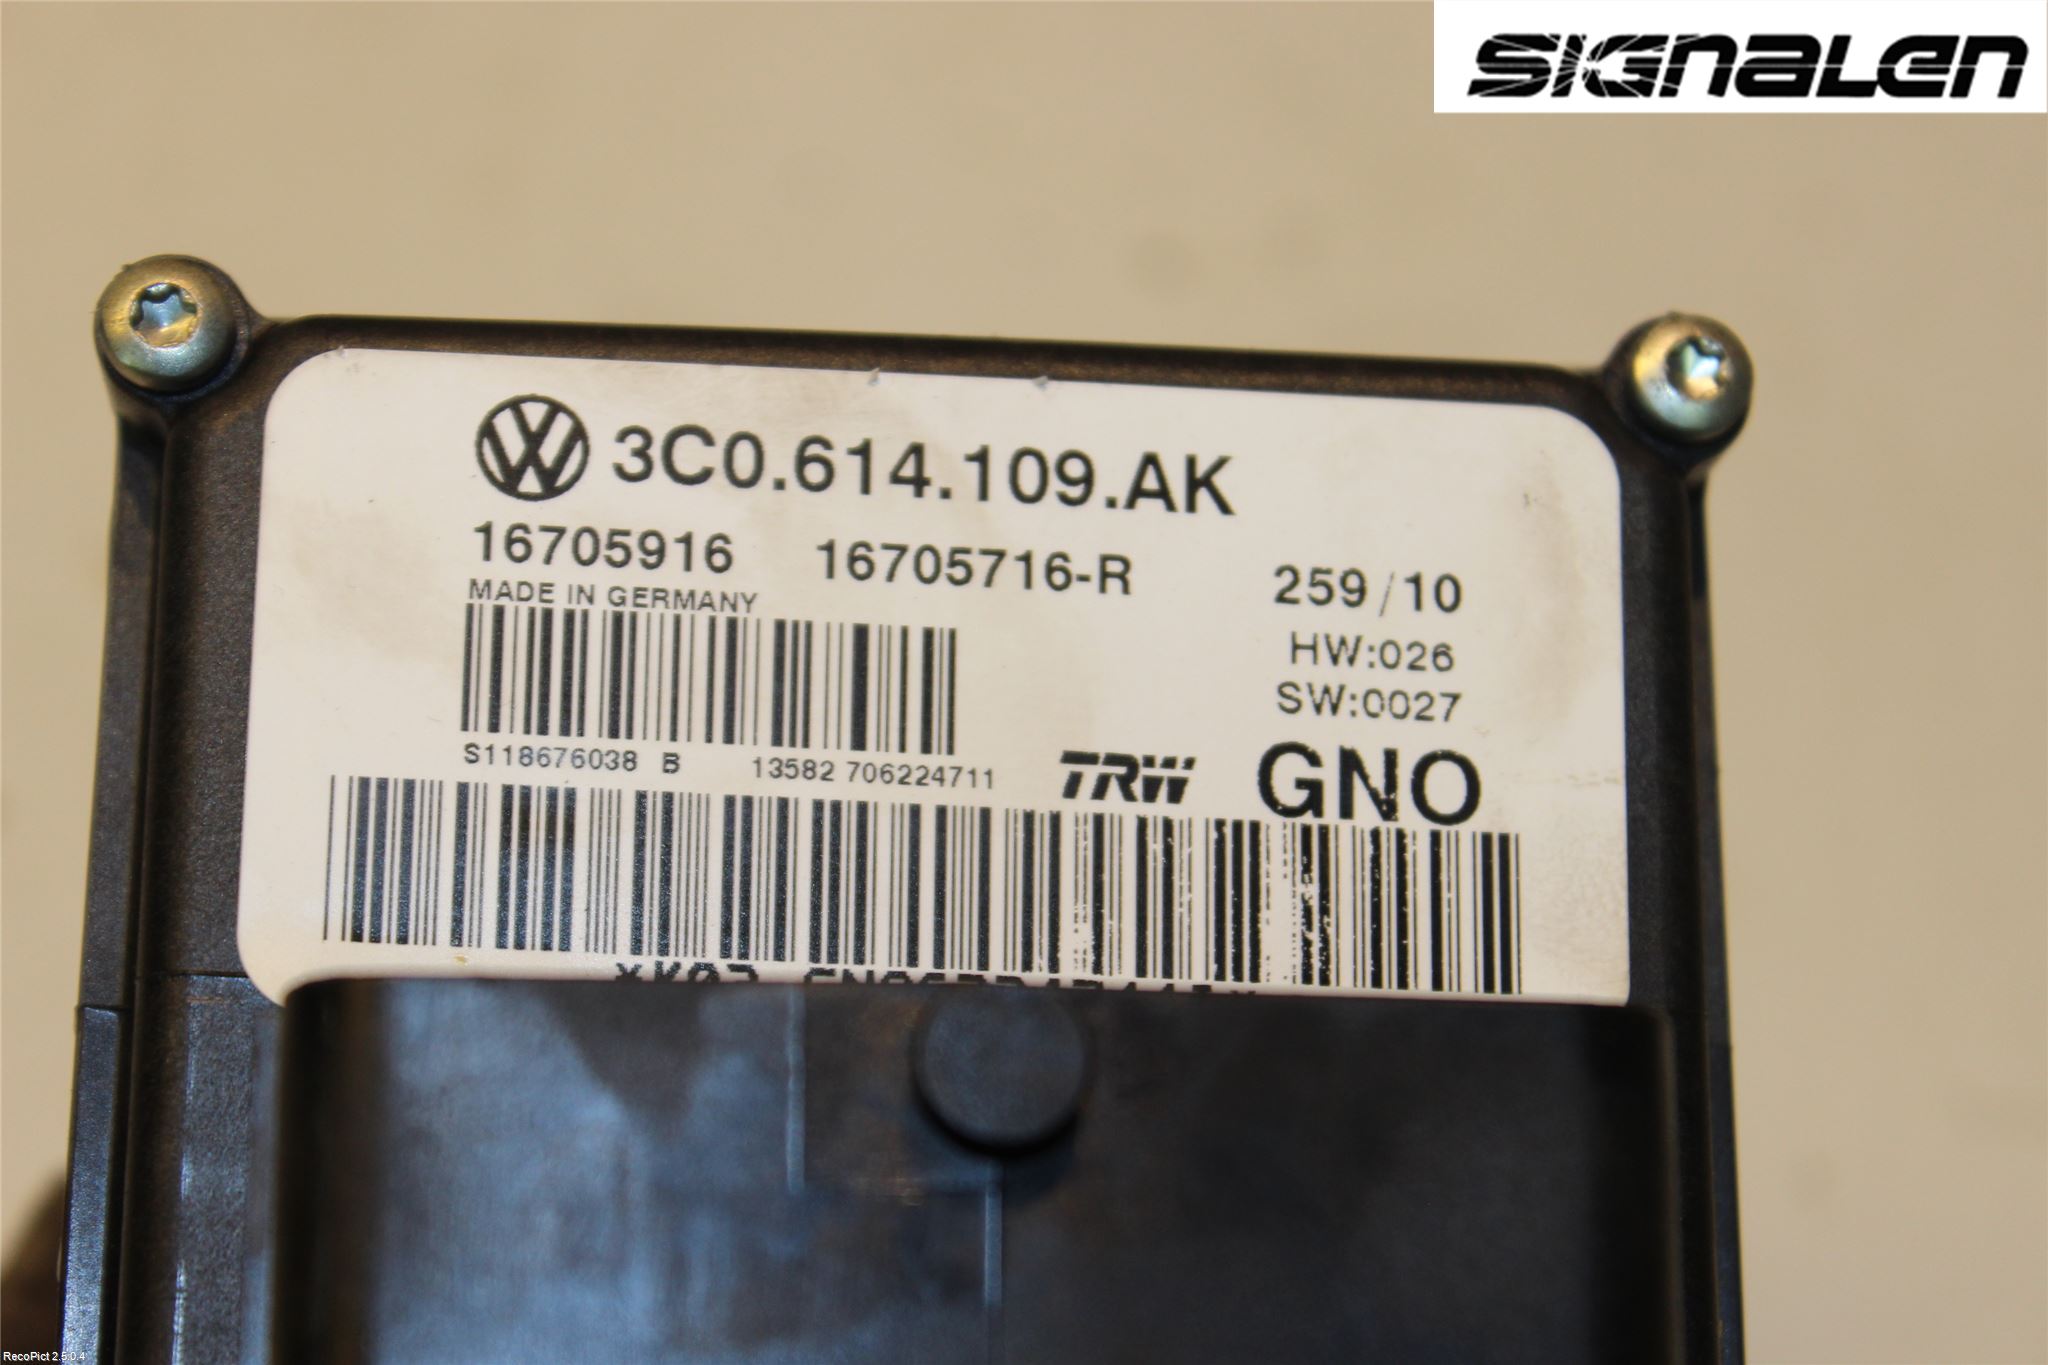 SIGNALEN
3C0.614.109.AK
16705916 16705716-R 259/10
MADE IN GERMANY
HW:026
SW:0027
S118676038 B 13582 706224711 TRW GNO
RecoPict 2.5.0.4